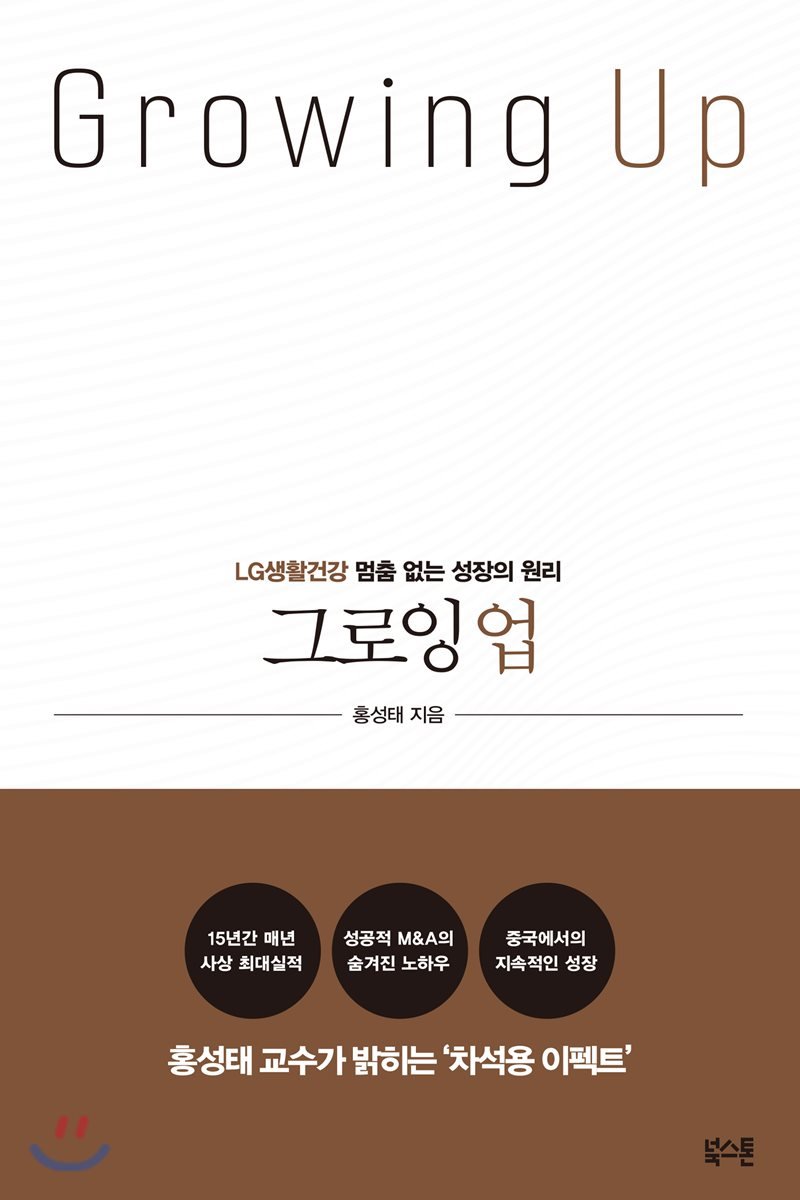 Growing Up
LG생활건강 멈춤 없는 성장의 원리
그로잉 업
홍성태 지음
15년간 매년
사상 최대실적
성공적 M&A의
숨겨진 노하우
중국에서의
지속적인 성장
홍성태 교수가 밝히는 ‘차석용 이펙트’
북스톤